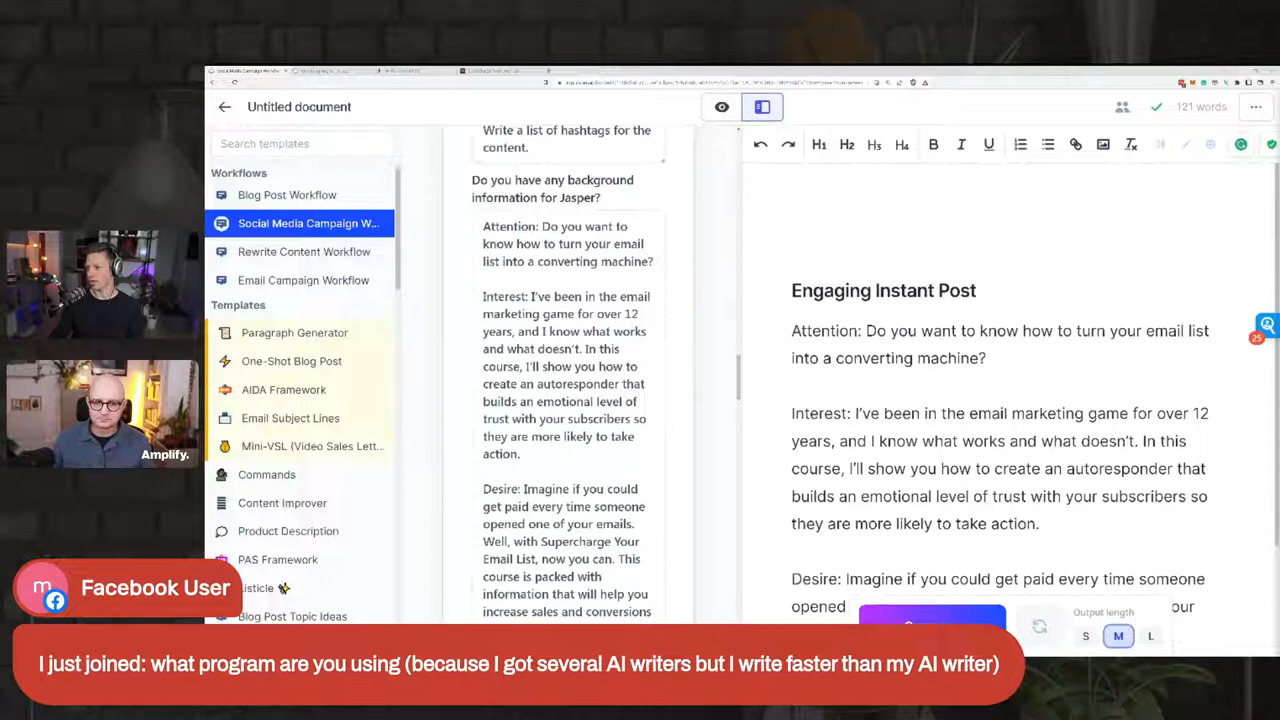 Untitled document
121 words
Search templates
Workflows
Blog Post Workflow
Social Media Campaign W...
Rewrite Content Workflow
Email Campaign Workflow
Templates
Paragraph Generator
One-Shot Blog Post
AIDA Framework
Email Subject Lines
Mini-VSL (Video Sales Lett...
Commands
Content Improver
Product Description
PAS Framework
Listicle
Blog Post Topic Ideas
Write a list of hashtags for the
content.
Do you have any background
information for Jasper?
Attention: Do you want to
know how to turn your email
list into a converting machine?
Interest: I've been in the email
marketing game for over 12
years, and I know what works
and what doesn't. In this
course, I'll show you how to
create an autoresponder that
builds an emotional level of
trust with your subscribers so
they are more likely to take
action.
Desire: Imagine if you could
get paid every time someone
opened one of your emails.
Well, with Supercharge Your
Email List, now you can. This
course is packed with
information that will help you
increase sales and conversions
H1 H2 H3 H4 B I U
Engaging Instant Post
Attention: Do you want to know how to turn your email list
into a converting machine?
Interest: I've been in the email marketing game for over 12
years, and I know what works and what doesn't. In this
course, I'll show you how to create an autoresponder that
builds an emotional level of trust with your subscribers so
they are more likely to take action.
Desire: Imagine if you could get paid every time someone
opened
our
Output length
S M L
25
Amplify.
m
Facebook User
I just joined: what program are you using (because I got several AI writers but I write faster than my AI writer)